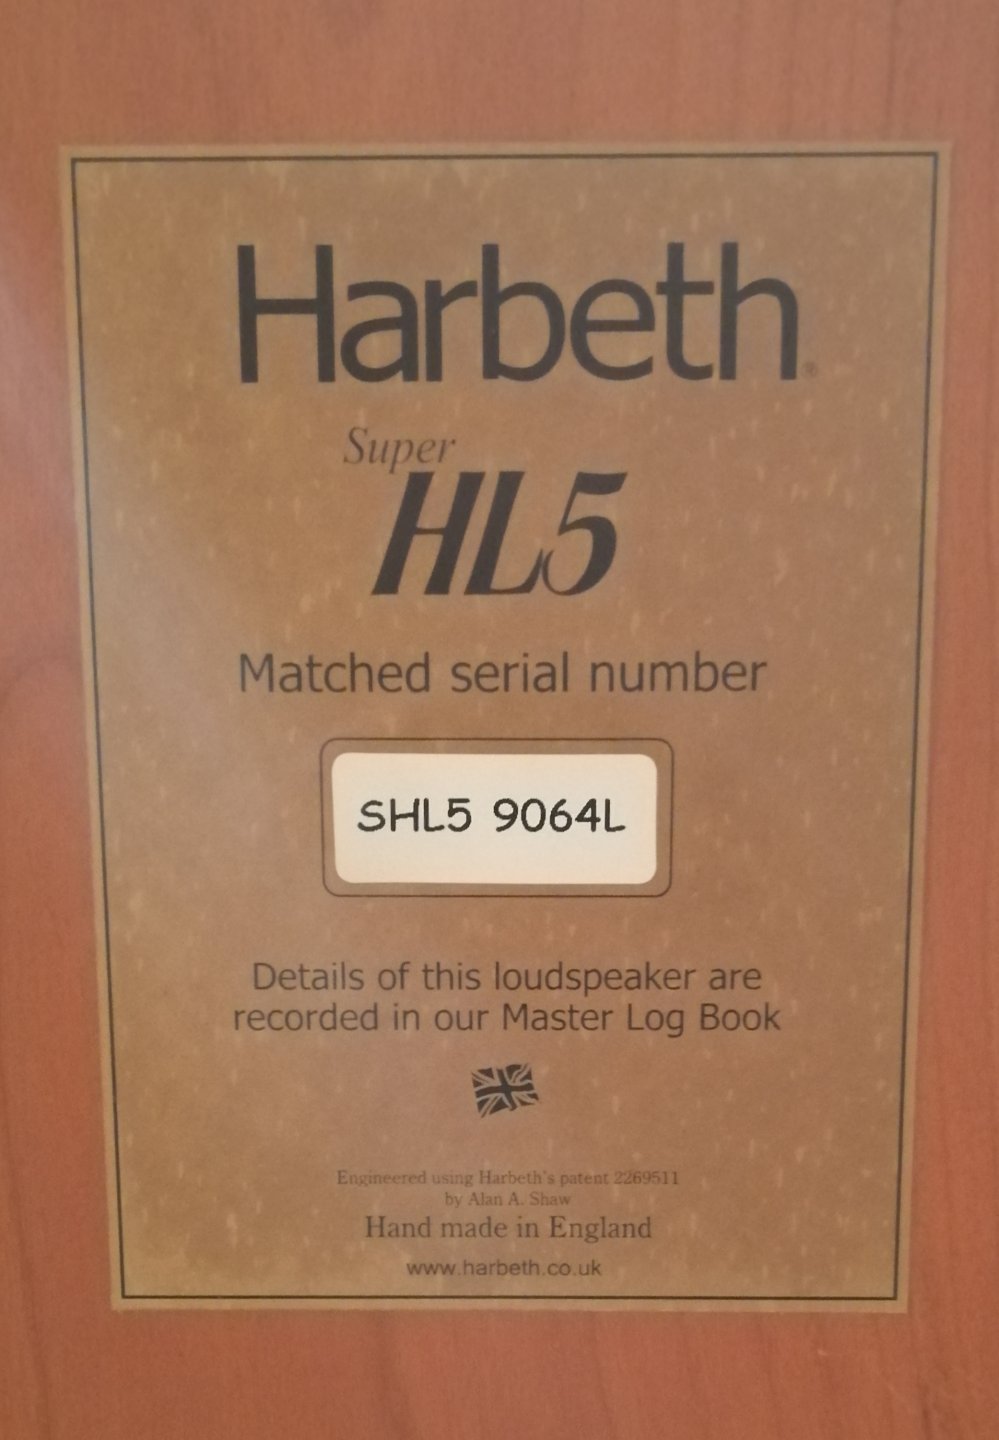 Harbeth®
Super
HL5
Matched serial number
SHL5 9064L
Details of this loudspeaker are
recorded in our Master Log Book
Engineered using Harbeth's patent 2269511
by Alan A. Shaw
Hand made in England
www.harbeth.co.uk